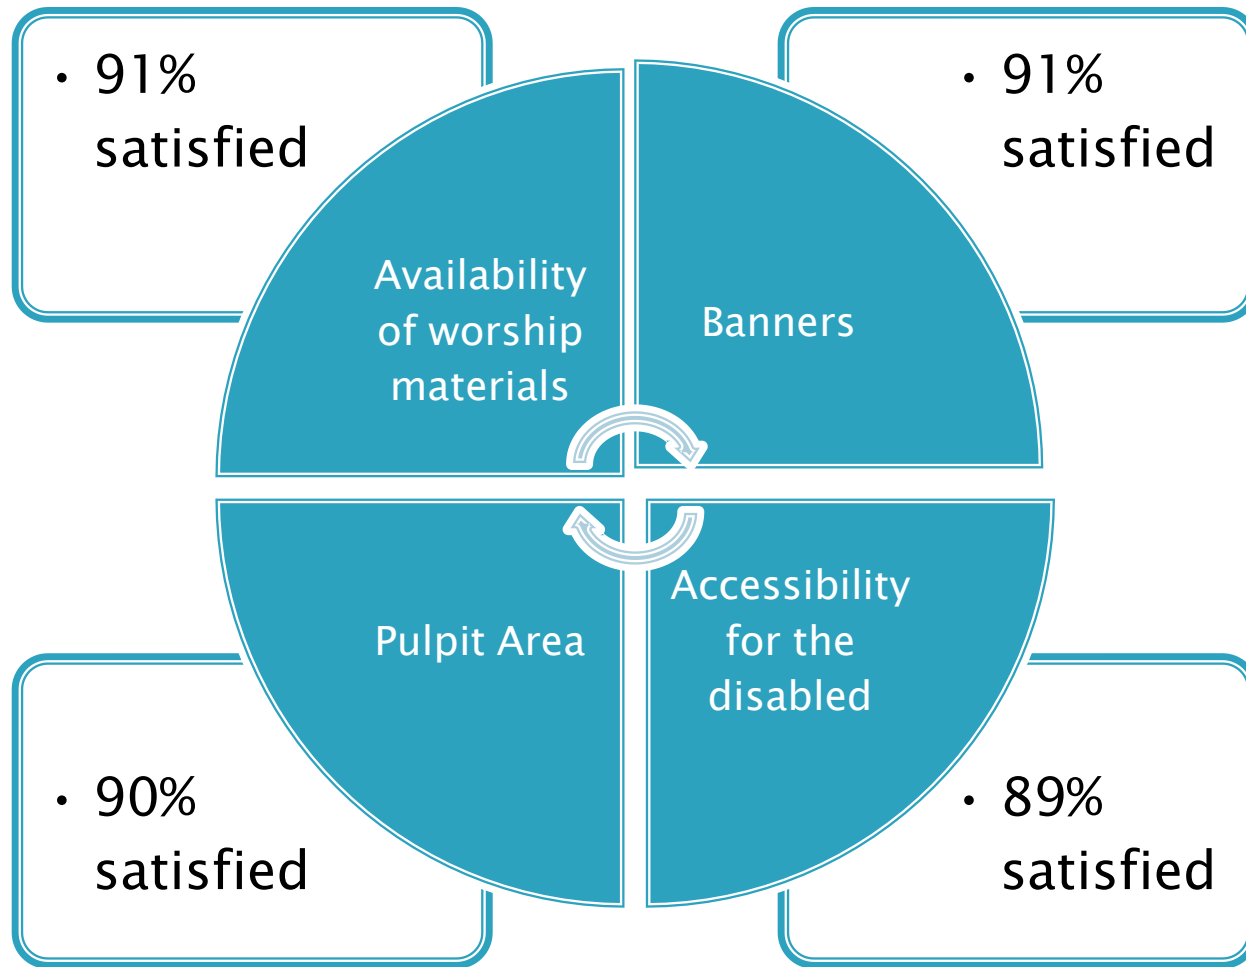 • 91%
satisfied
• 91%
satisfied
Availability
of worship
materials
Banners
Pulpit Area
Accessibility
for the
disabled
• 90%
satisfied
• 89%
satisfied